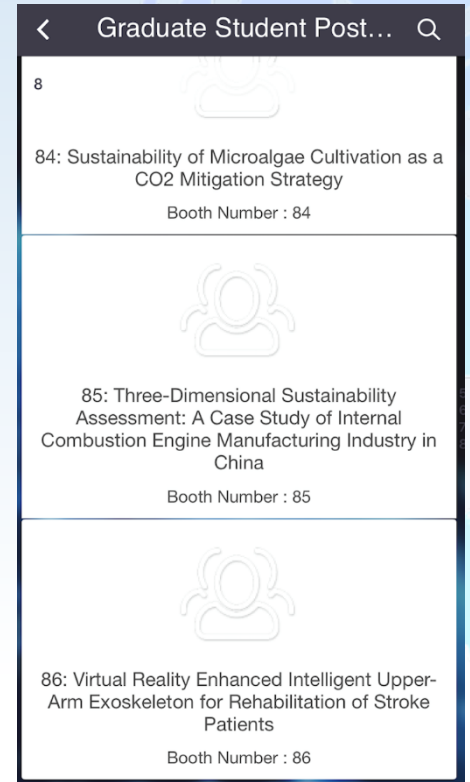 Graduate Student Post...
8
84: Sustainability of Microalgae Cultivation as a
CO2 Mitigation Strategy
Booth Number : 84
85: Three-Dimensional Sustainability
Assessment: A Case Study of Internal
Combustion Engine Manufacturing Industry in
China
Booth Number : 85
86: Virtual Reality Enhanced Intelligent Upper-
Arm Exoskeleton for Rehabilitation of Stroke
Patients
Booth Number : 86